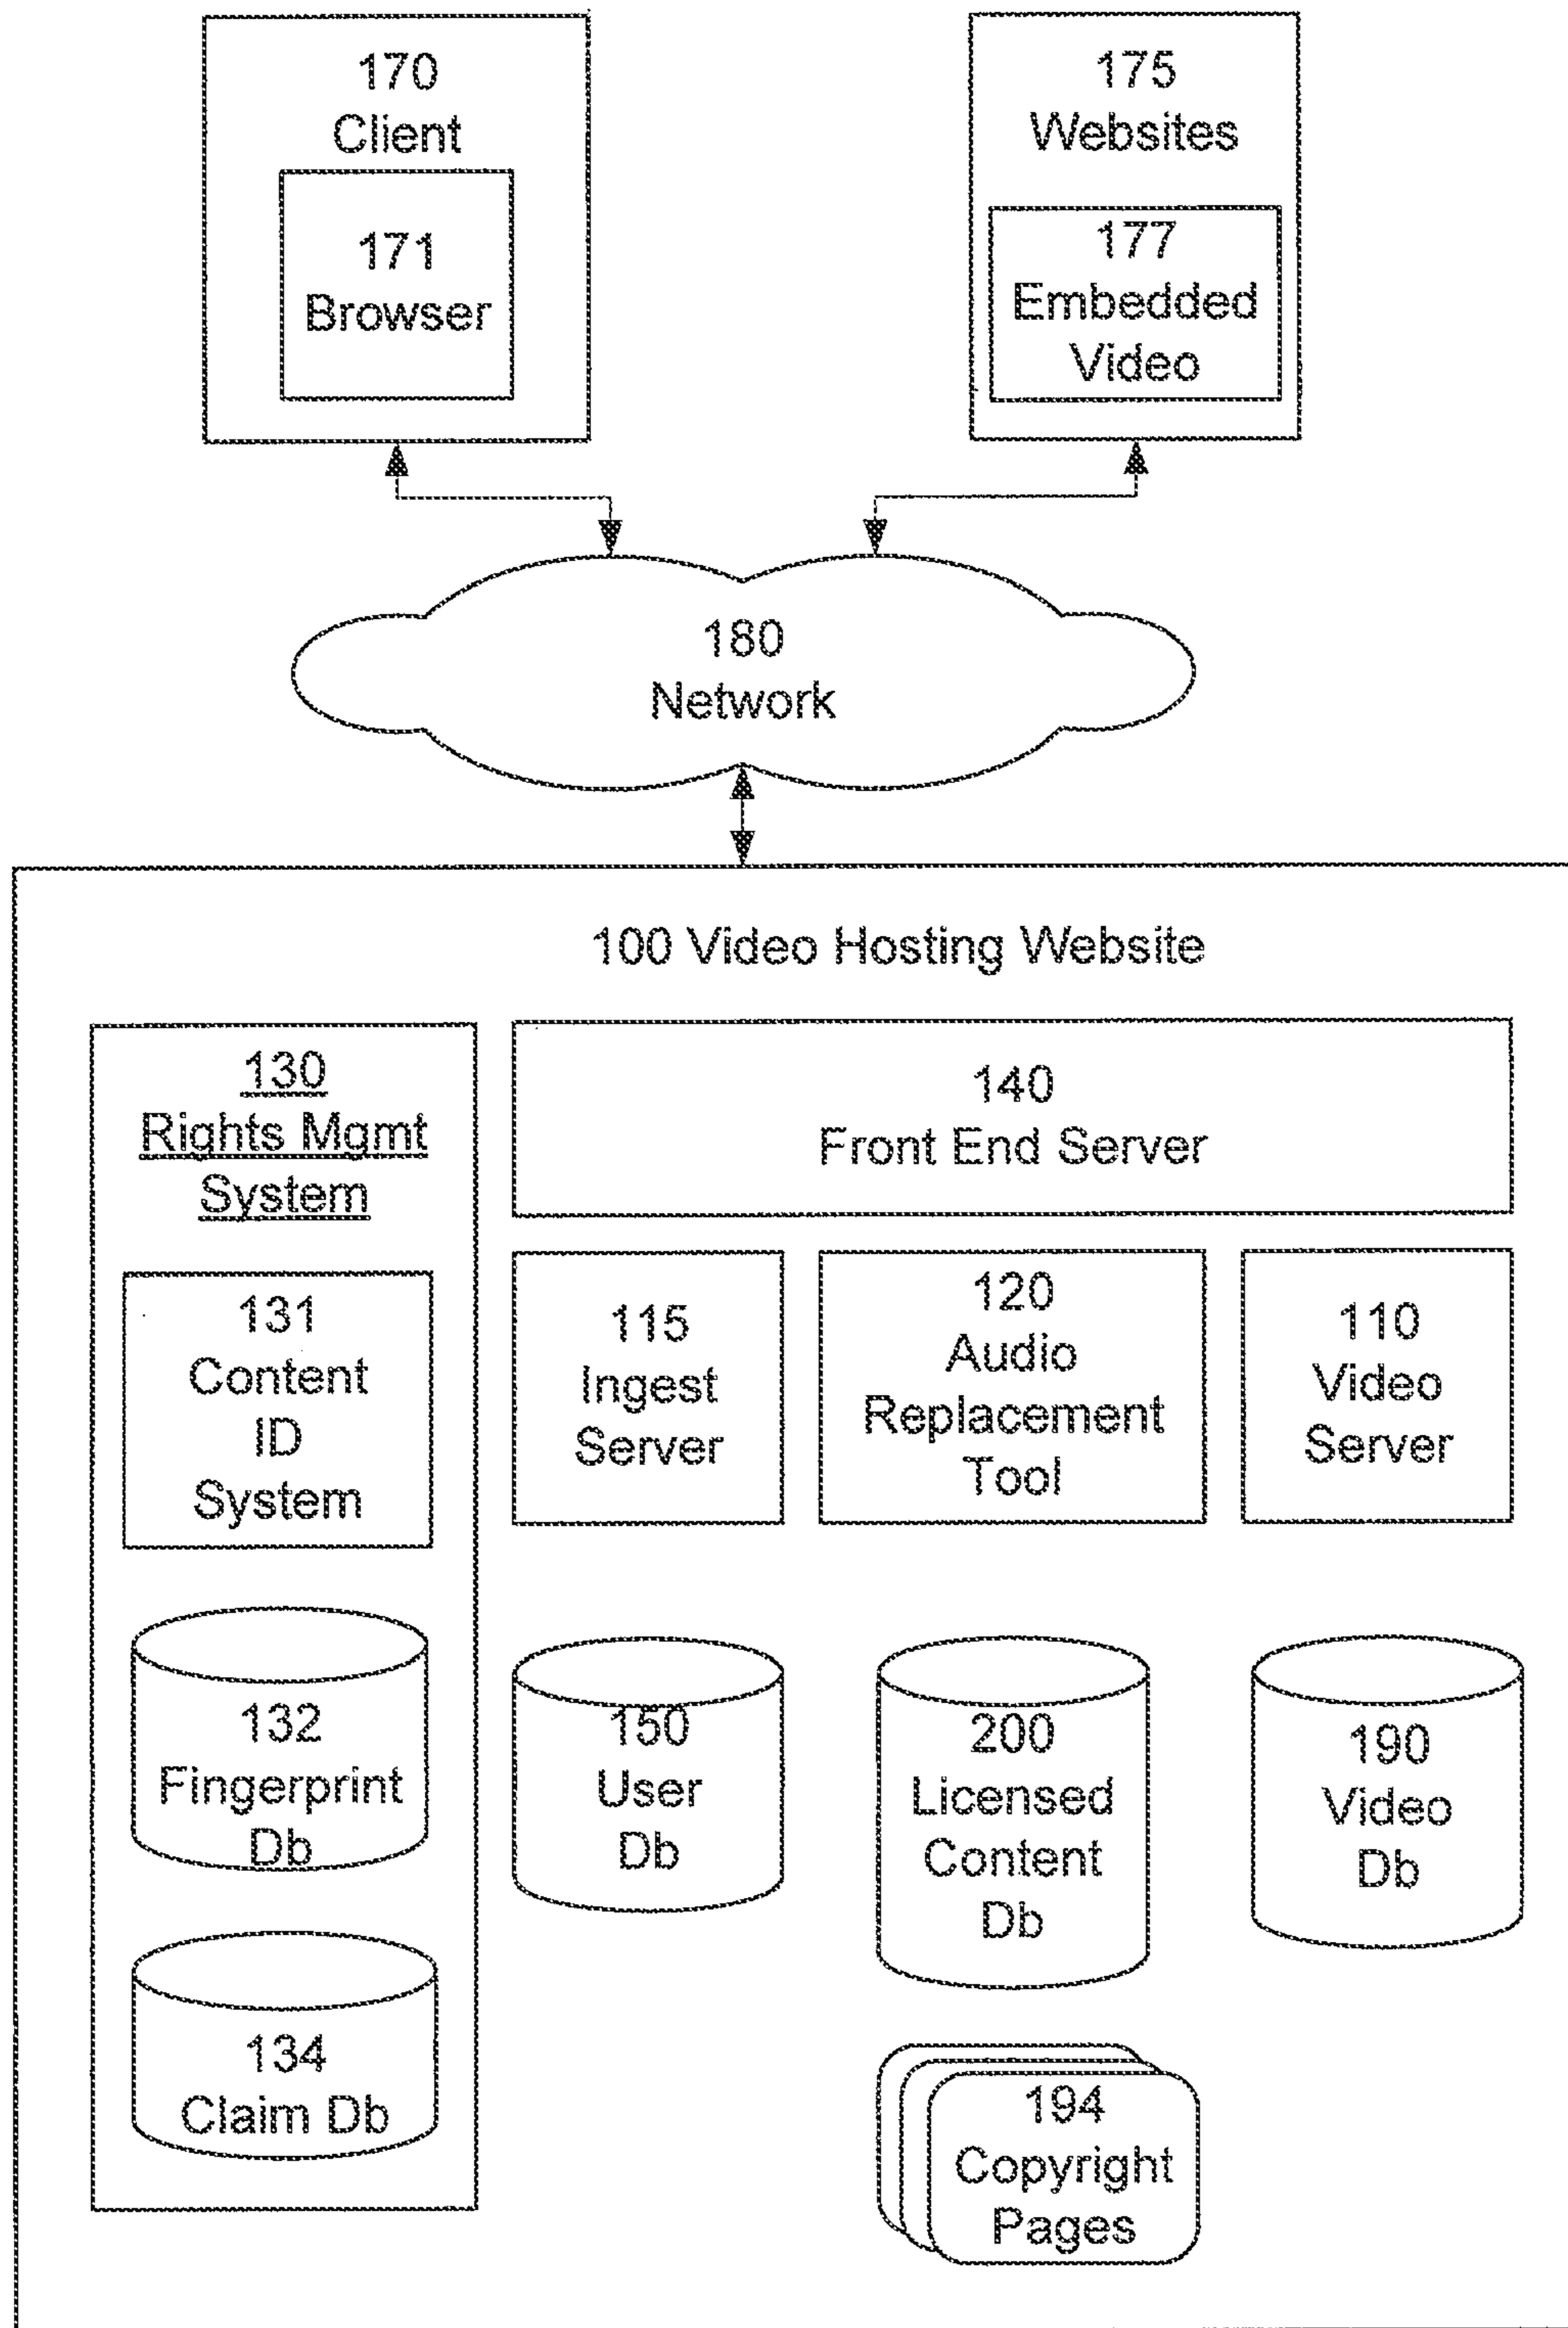 170
Client
171
Browser
175
Websites
177
Embedded
Video
180
Network
100 Video Hosting Website
130
Rights Mgmt
System
131
Content
ID
System
132
Fingerprint
Db
134
Claim Db
140
Front End Server
115
Ingest
Server
120
Audio
Replacement
Tool
110
Video
Server
150
User
Db
200
Licensed
Content
Db
190
Video
Db
194
Copyright
Pages